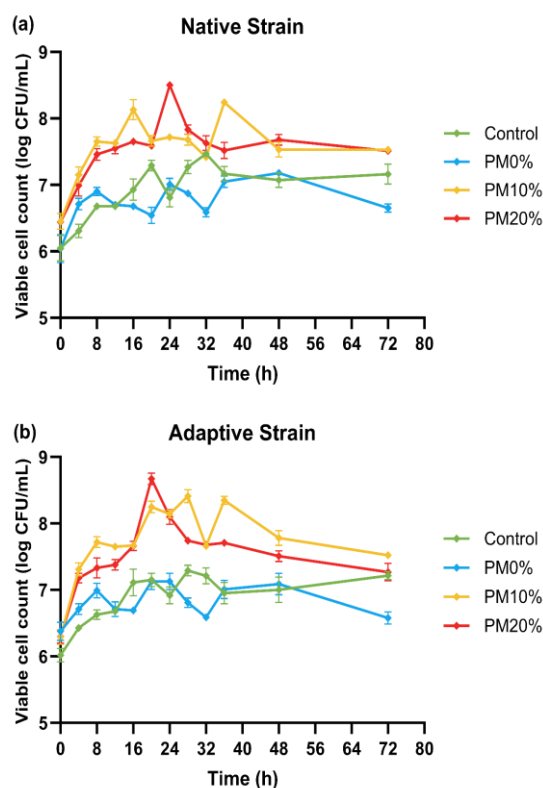 (a)
Native Strain
Viable cell count (log CFU/mL)
9
8
7
6
5
0 8 16 24 32 40 48 56 64 72 80
Time (h)
Control
PM0%
PM10%
PM20%
(b)
Adaptive Strain
Viable cell count (log CFU/mL)
9
8
7
6
5
0 8 16 24 32 40 48 56 64 72 80
Time (h)
Control
PM0%
PM10%
PM20%